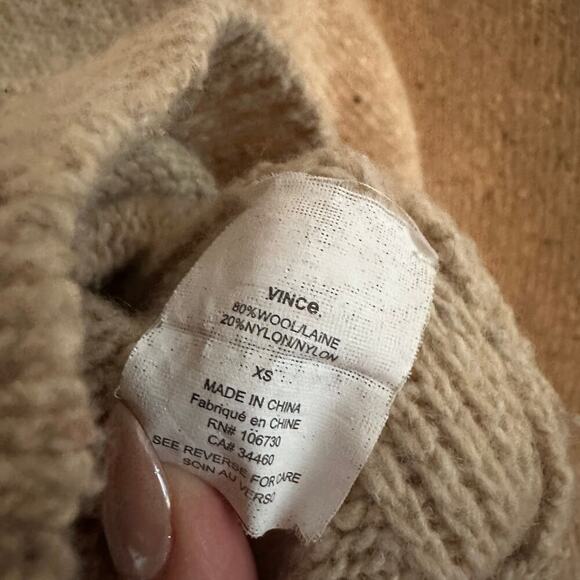 VINCe.
80%WOOL/LAiNE
20%NYLON/NYLON
XS
MADE IN CHINA
Fabriqué en CHINE
RN# 106730
CA# 34460
SEE REVERSE FOR CARE
SOIN AU VERSO